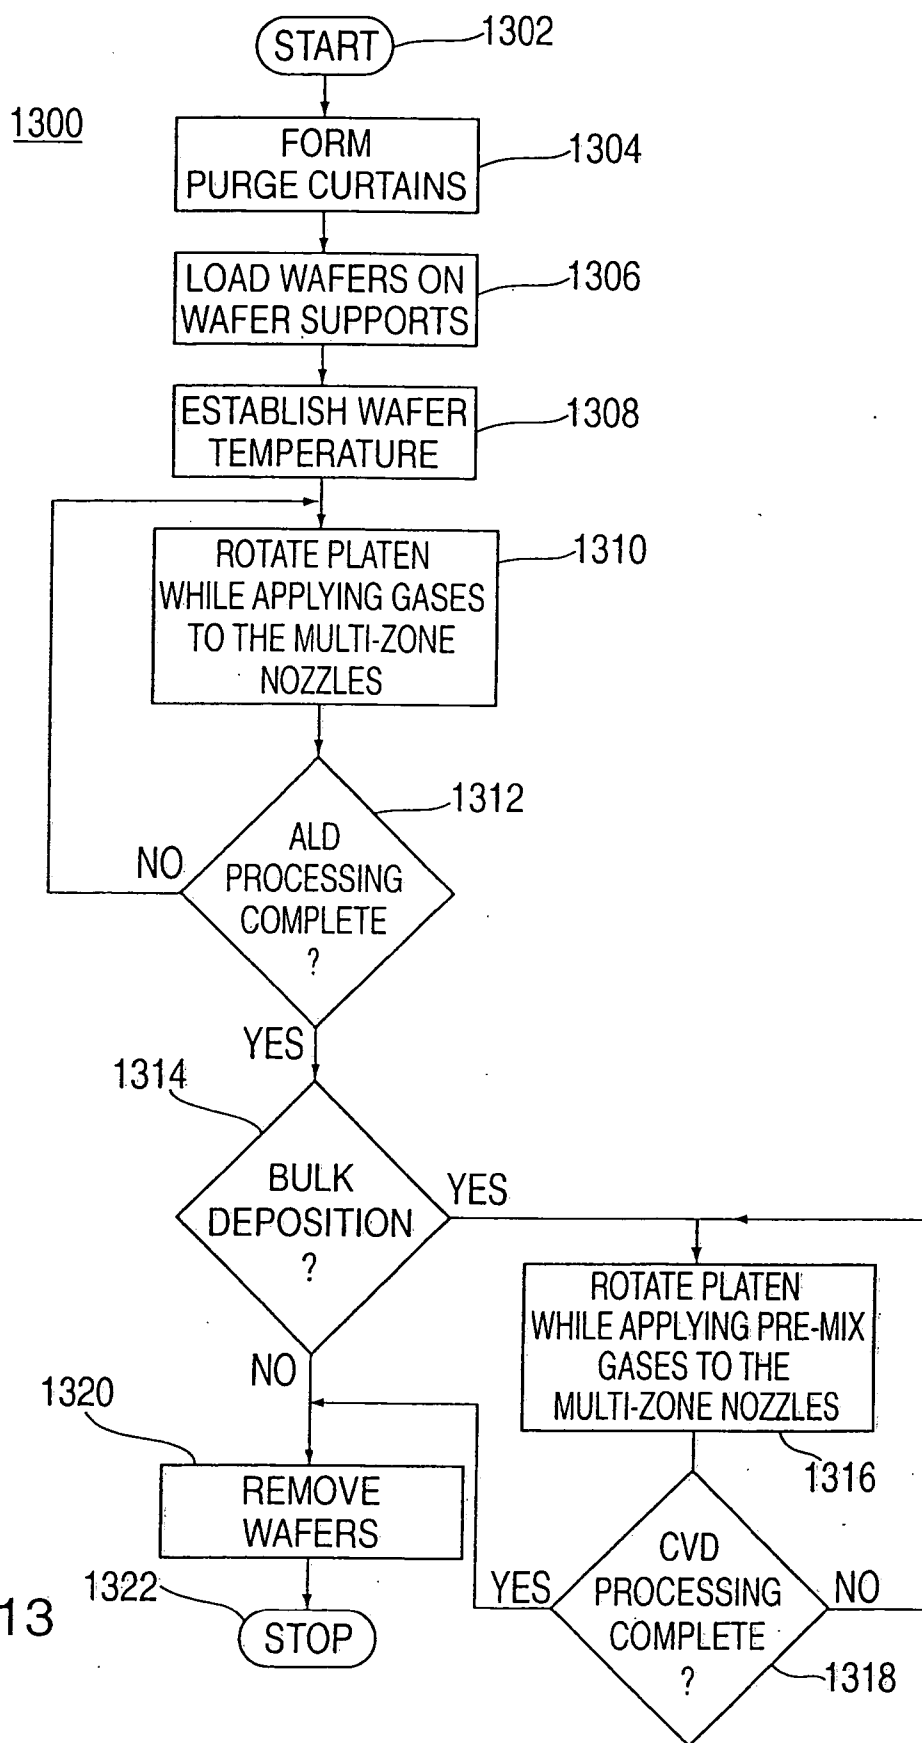 START
1302
1300
FORM
PURGE CURTAINS
1304
LOAD WAFERS ON
WAFER SUPPORTS
1306
ESTABLISH WAFER
TEMPERATURE
1308
ROTATE PLATEN
WHILE APPLYING GASES
TO THE MULTI-ZONE
NOZZLES
1310
ALD
PROCESSING
COMPLETE
?
1312
NO
YES
1314
BULK
DEPOSITION
?
YES
NO
ROTATE PLATEN
WHILE APPLYING PRE-MIX
GASES TO THE
MULTI-ZONE NOZZLES
1316
1320
REMOVE
WAFERS
CVD
PROCESSING
COMPLETE
?
YES
NO
1318
1322
STOP
13